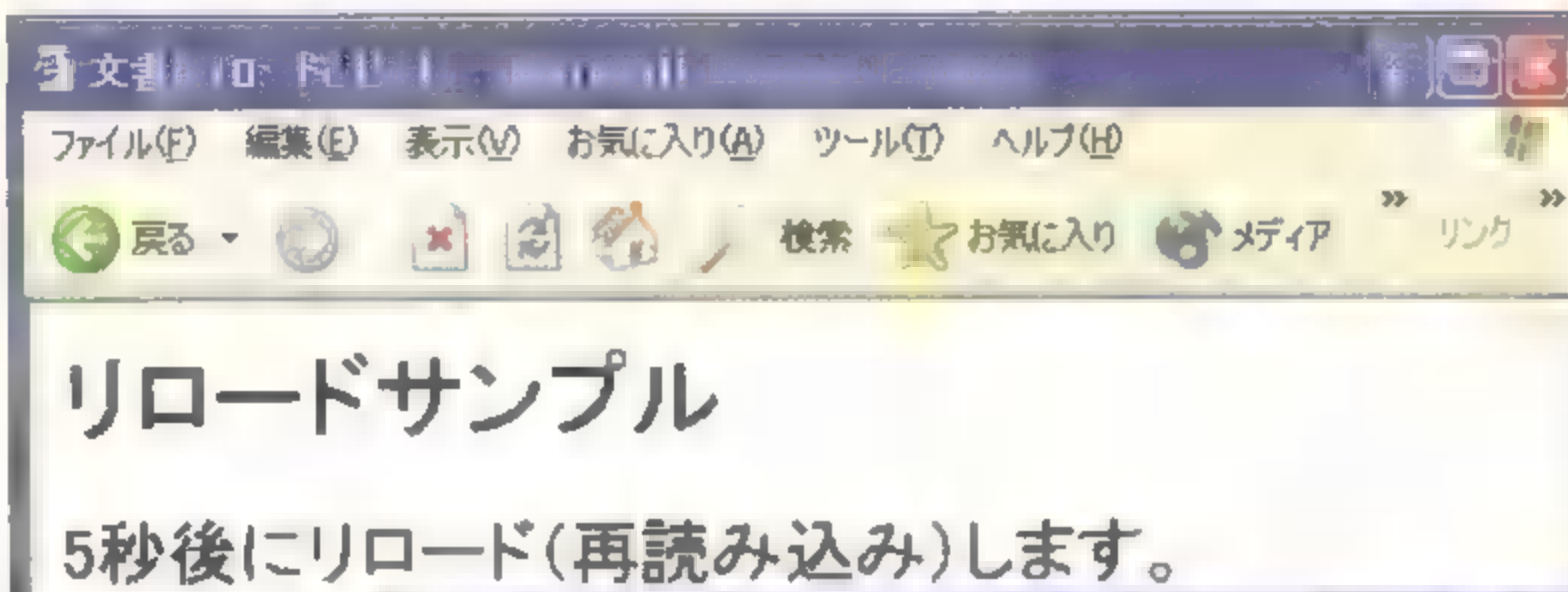 文書
ファイル(F) 編集(E) 表示(V) お気に入り(A) ツール(T) ヘルプ(H)
戻る 検索 お気に入り メディア » リンク »
リロードサンプル
5秒後にリロード(再読み込み)します。